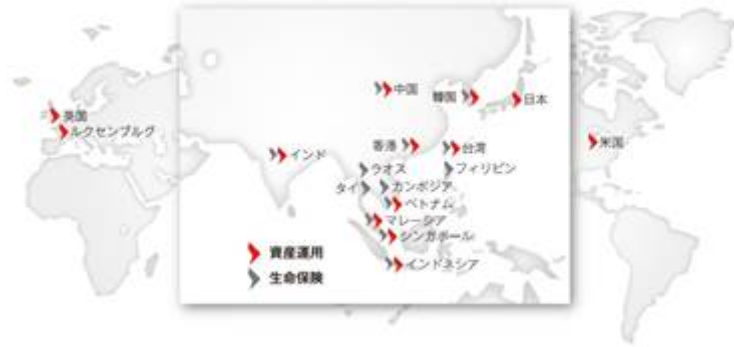 中国
韓国
日本
英国
ルクセンブルグ
米国
香港
台湾
インド
ラオス
フィリピン
タイ
カンボジア
ベトナム
マレーシア
シンガポール
インドネシア
資産運用
生命保険